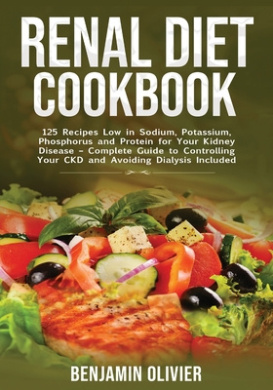 RENAL DIET
COOKBOOK
125 Recipes Low in Sodium, Potassium,
Phosphorus and Protein for Your Kidney
Disease – Complete Guide to Controlling
Your CKD and Avoiding Dialysis Included
BENJAMIN OLIVIER